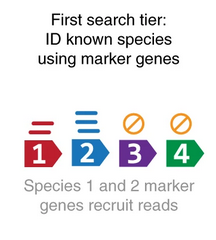 First search tier:
ID known species
using marker genes
1 2 3 4
Species 1 and 2 marker
genes recruit reads